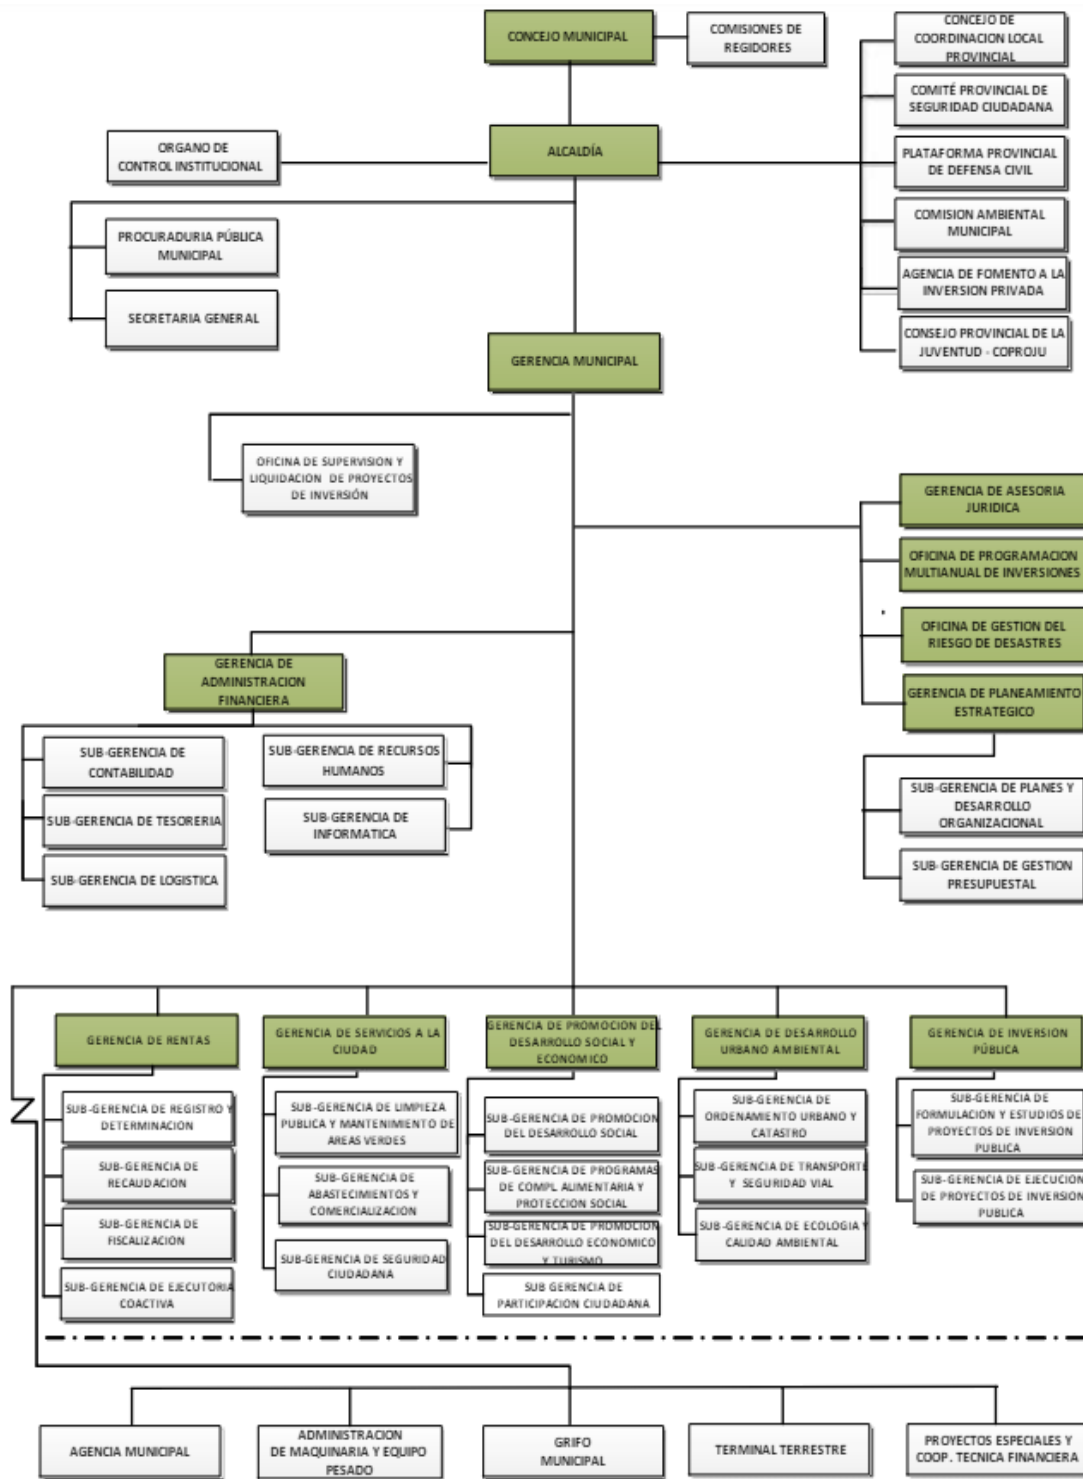 CONCEJO MUNICIPAL
COMISIONES DE
REGIDORES
CONCEJO DE
COORDINACION LOCAL
PROVINCIAL
COMITÉ PROVINCIAL DE
SEGURIDAD CIUDADANA
ORGANO DE
CONTROL INSTITUCIONAL
ALCALDÍA
PLATAFORMA PROVINCIAL
DE DEFENSA CIVIL
PROCURADURIA PÚBLICA
MUNICIPAL
COMISION AMBIENTAL
MUNICIPAL
AGENCIA DE FOMENTO A LA
INVERSION PRIVADA
SECRETARIA GENERAL
CONSEJO PROVINCIAL DE LA
JUVENTUD - COPROJU
GERENCIA MUNICIPAL
OFICINA DE SUPERVISION Y
LIQUIDACION DE PROYECTOS
DE INVERSIÓN
GERENCIA DE ASESORIA
JURIDICA
OFICINA DE PROGRAMACION
MULTIANUAL DE INVERSIONES
OFICINA DE GESTION DEL
RIESGO DE DESASTRES
GERENCIA DE PLANEAMIENTO
ESTRATEGICO
GERENCIA DE
ADMINISTRACION
FINANCIERA
SUB-GERENCIA DE
CONTABILIDAD
SUB-GERENCIA DE RECURSOS
HUMANOS
SUB-GERENCIA DE TESORERIA
SUB-GERENCIA DE
INFORMATICA
SUB-GERENCIA DE LOGISTICA
SUB-GERENCIA DE PLANES Y
DESARROLLO
ORGANIZACIONAL
SUB-GERENCIA DE GESTION
PRESUPUESTAL
GERENCIA DE RENTAS
GERENCIA DE SERVICIOS A LA
CIUDAD
GERENCIA DE PROMOCION DEL
DESARROLLO SOCIAL Y
ECONOMICO
GERENCIA DE DESARROLLO
URBANO AMBIENTAL
GERENCIA DE INVERSION
PÚBLICA
SUB-GERENCIA DE REGISTRO Y
DETERMINACION
SUB-GERENCIA DE
RECAUDACION
SUB-GERENCIA DE
FISCALIZACION
SUB-GERENCIA DE EJECUTORIA
COACTIVA
SUB-GERENCIA DE LIMPIEZA
PUBLICA Y MANTENIMIENTO DE
AREAS VERDES
SUB-GERENCIA DE
ABASTECIMIENTOS Y
COMERCIALIZACION
SUB-GERENCIA DE SEGURIDAD
CIUDADANA
SUB-GERENCIA DE PROMOCION
DEL DESARROLLO SOCIAL
SUB-GERENCIA DE PROGRAMAS
DE COMPL. ALIMENTARIA Y
PROTECCION SOCIAL
SUB-GERENCIA DE PROMOCION
DEL DESARROLLO ECONOMICO
Y TURISMO
SUB GERENCIA DE
PARTICIPACION CIUDADANA
SUB-GERENCIA DE
ORDENAMIENTO URBANO Y
CATASTRO
SUB-GERENCIA DE TRANSPORTE
Y SEGURIDAD VIAL
SUB-GERENCIA DE ECOLOGIA Y
CALIDAD AMBIENTAL
SUB-GERENCIA DE
FORMULACION Y ESTUDIOS DE
PROYECTOS DE INVERSION
PUBLICA
SUB-GERENCIA DE EJECUCION
DE PROYECTOS DE INVERSION
PUBLICA
AGENCIA MUNICIPAL
ADMINISTRACION
DE MAQUINARIA Y EQUIPO
PESADO
GRIFO
MUNICIPAL
TERMINAL TERRESTRE
PROYECTOS ESPECIALES Y
COOP. TECNICA FINANCIERA